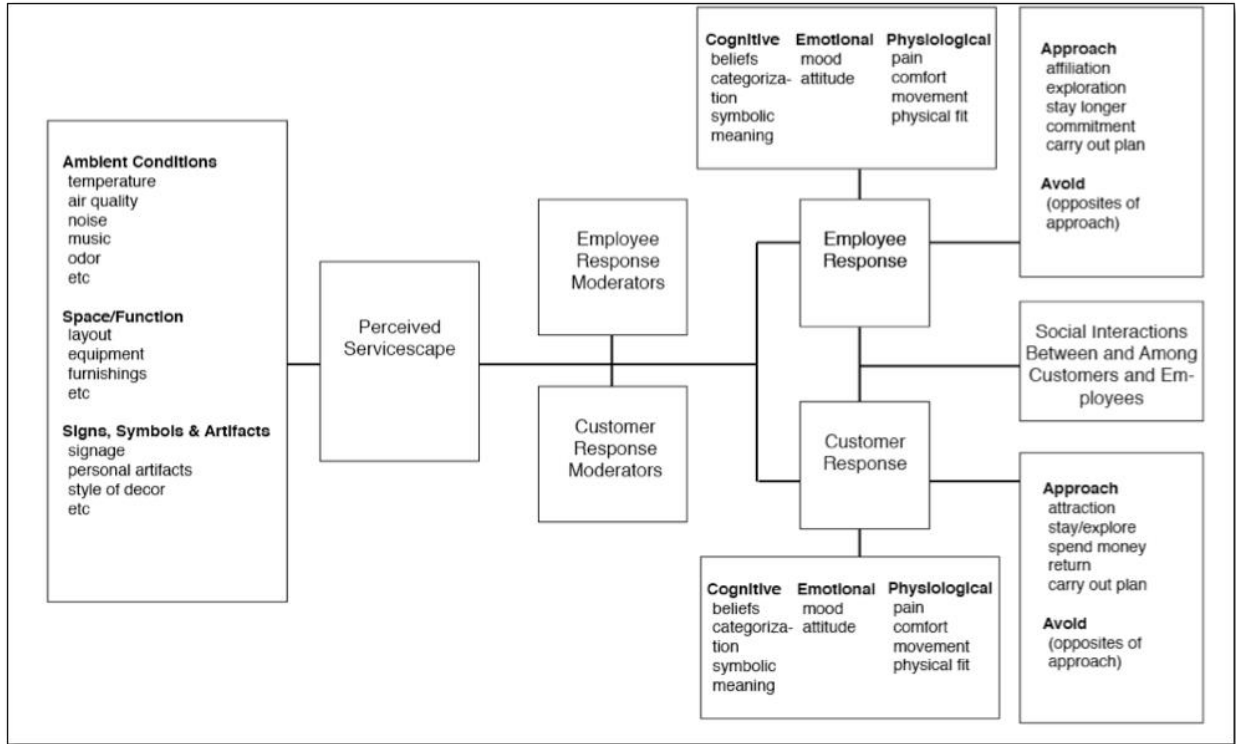 Ambient Conditions
temperature
air quality
noise
music
odor
etc
Space/Function
layout
equipment
furnishings
etc
Signs, Symbols & Artifacts
signage
personal artifacts
style of decor
etc
Perceived
Servicescape
Employee
Response
Moderators
Customer
Response
Moderators
Cognitive
beliefs
categoriza-
tion
symbolic
meaning
Emotional
mood
attitude
Physiological
pain
comfort
movement
physical fit
Employee
Response
Customer
Response
Cognitive
beliefs
categoriza-
tion
symbolic
meaning
Emotional
mood
attitude
Physiological
pain
comfort
movement
physical fit
Approach
affiliation
exploration
stay longer
commitment
carry out plan
Avoid
(opposites of
approach)
Social Interactions
Between and Among
Customers and Em-
ployees
Approach
attraction
stay/explore
spend money
return
carry out plan
Avoid
(opposites of
approach)